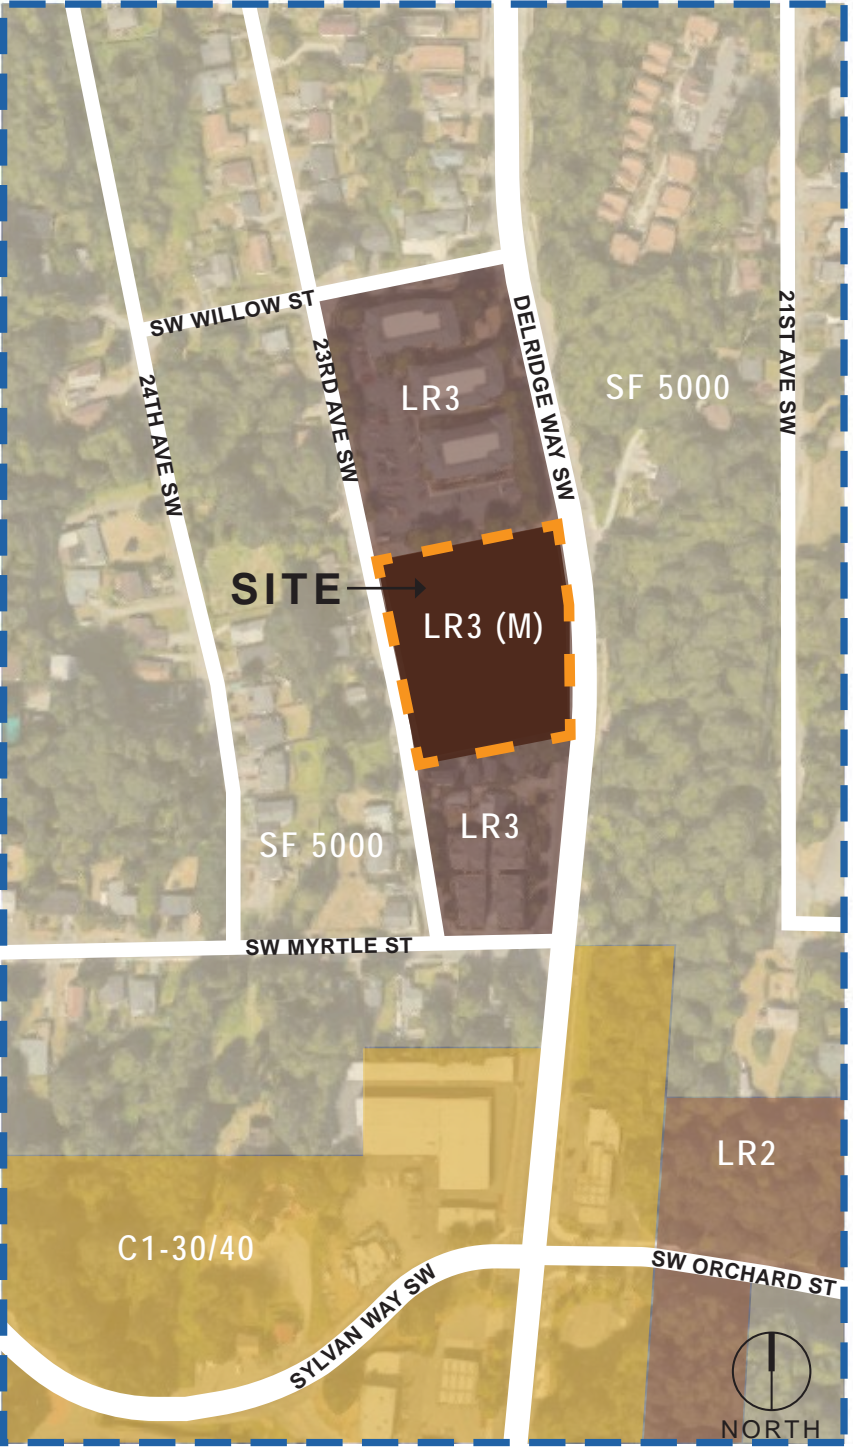 SW WILLOW ST
DELRIDGE WAY SW
21ST AVE SW
23RD AVE SW
24TH AVE SW
LR3
SF 5000
SITE
LR3 (M)
LR3
SF 5000
SW MYRTLE ST
LR2
C1-30/40
SW ORCHARD ST
SYLVAN WAY SW
NORTH